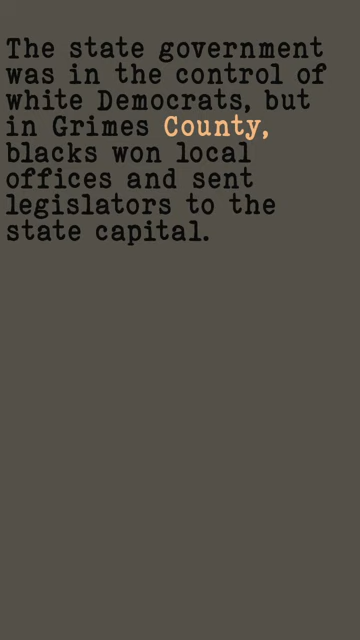 The state government
was in the control of
white Democrats, but
in Grimes County,
blacks won local
offices and sent
legislators to the
state capital.